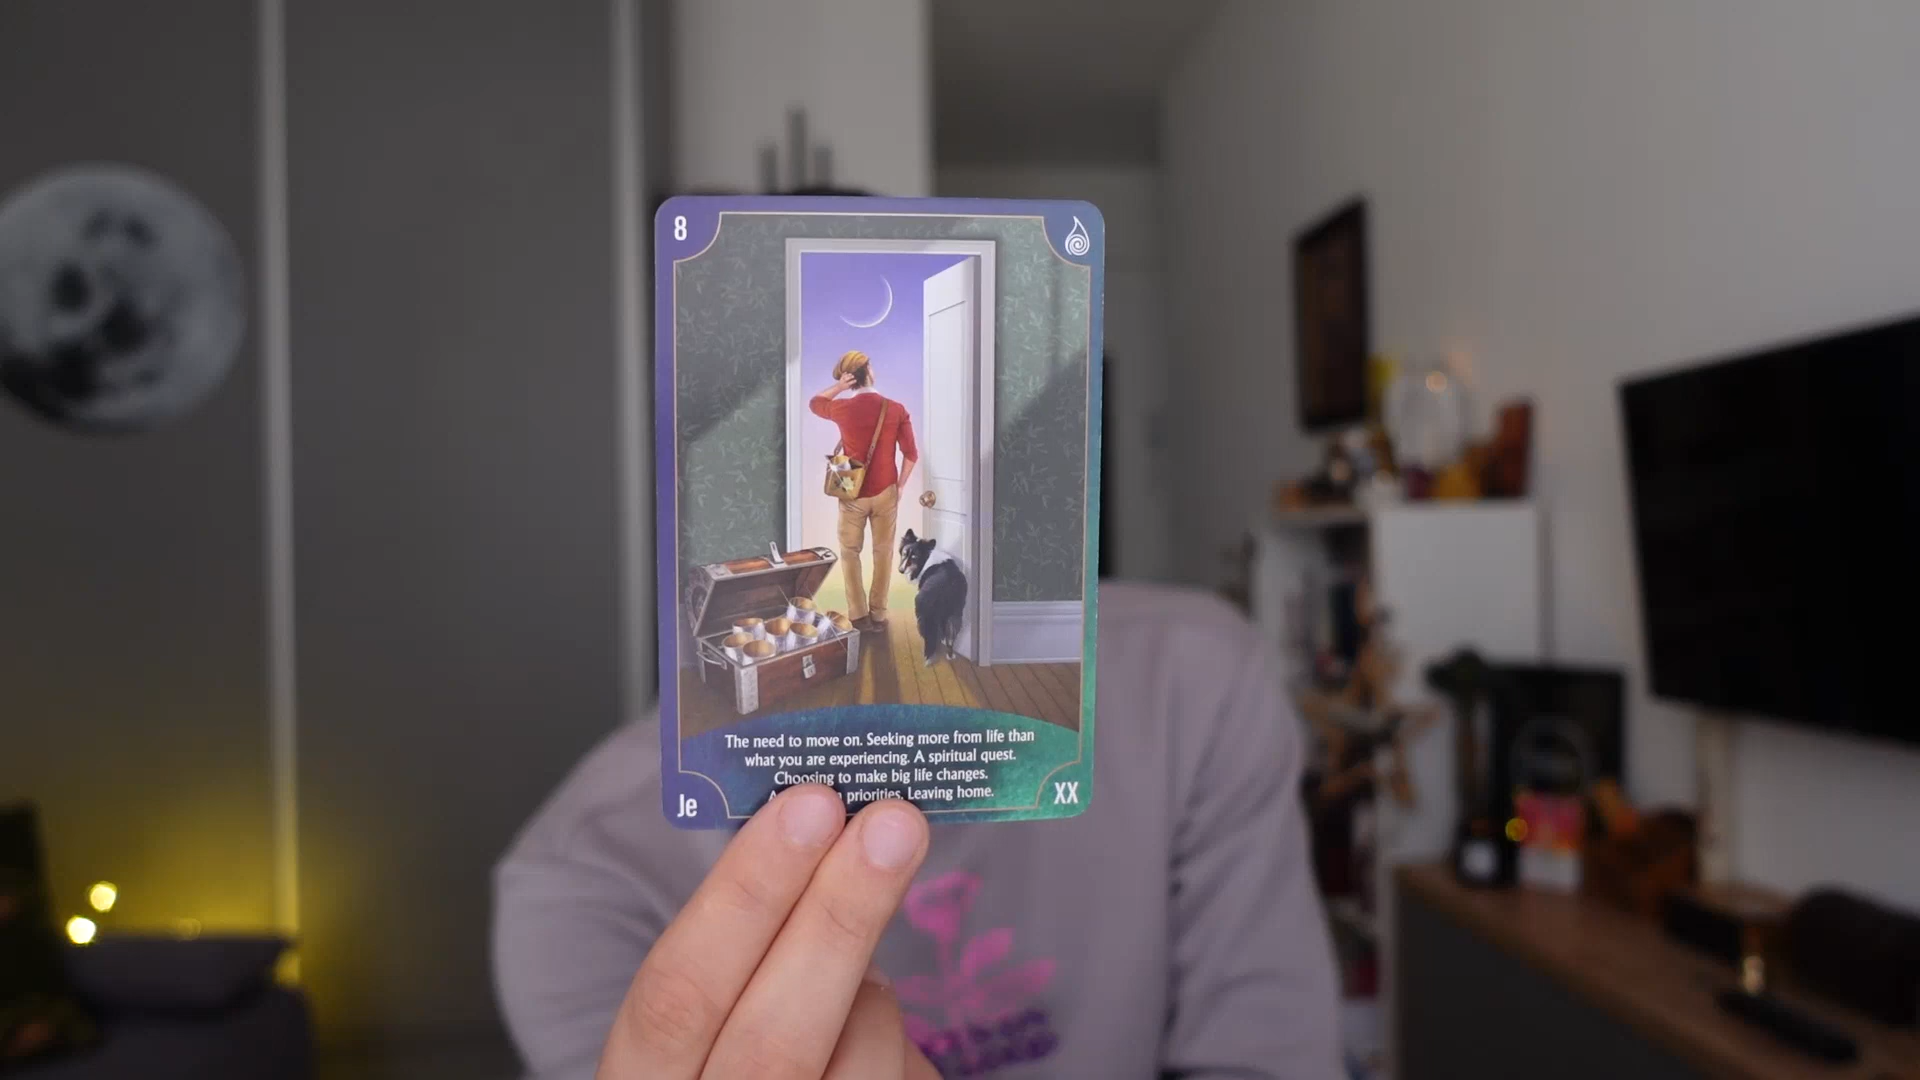 8
The need to move on. Seeking more from life than
what you are experiencing. A spiritual quest.
Choosing to make big life changes.
priorities. Leaving home.
Je
XX